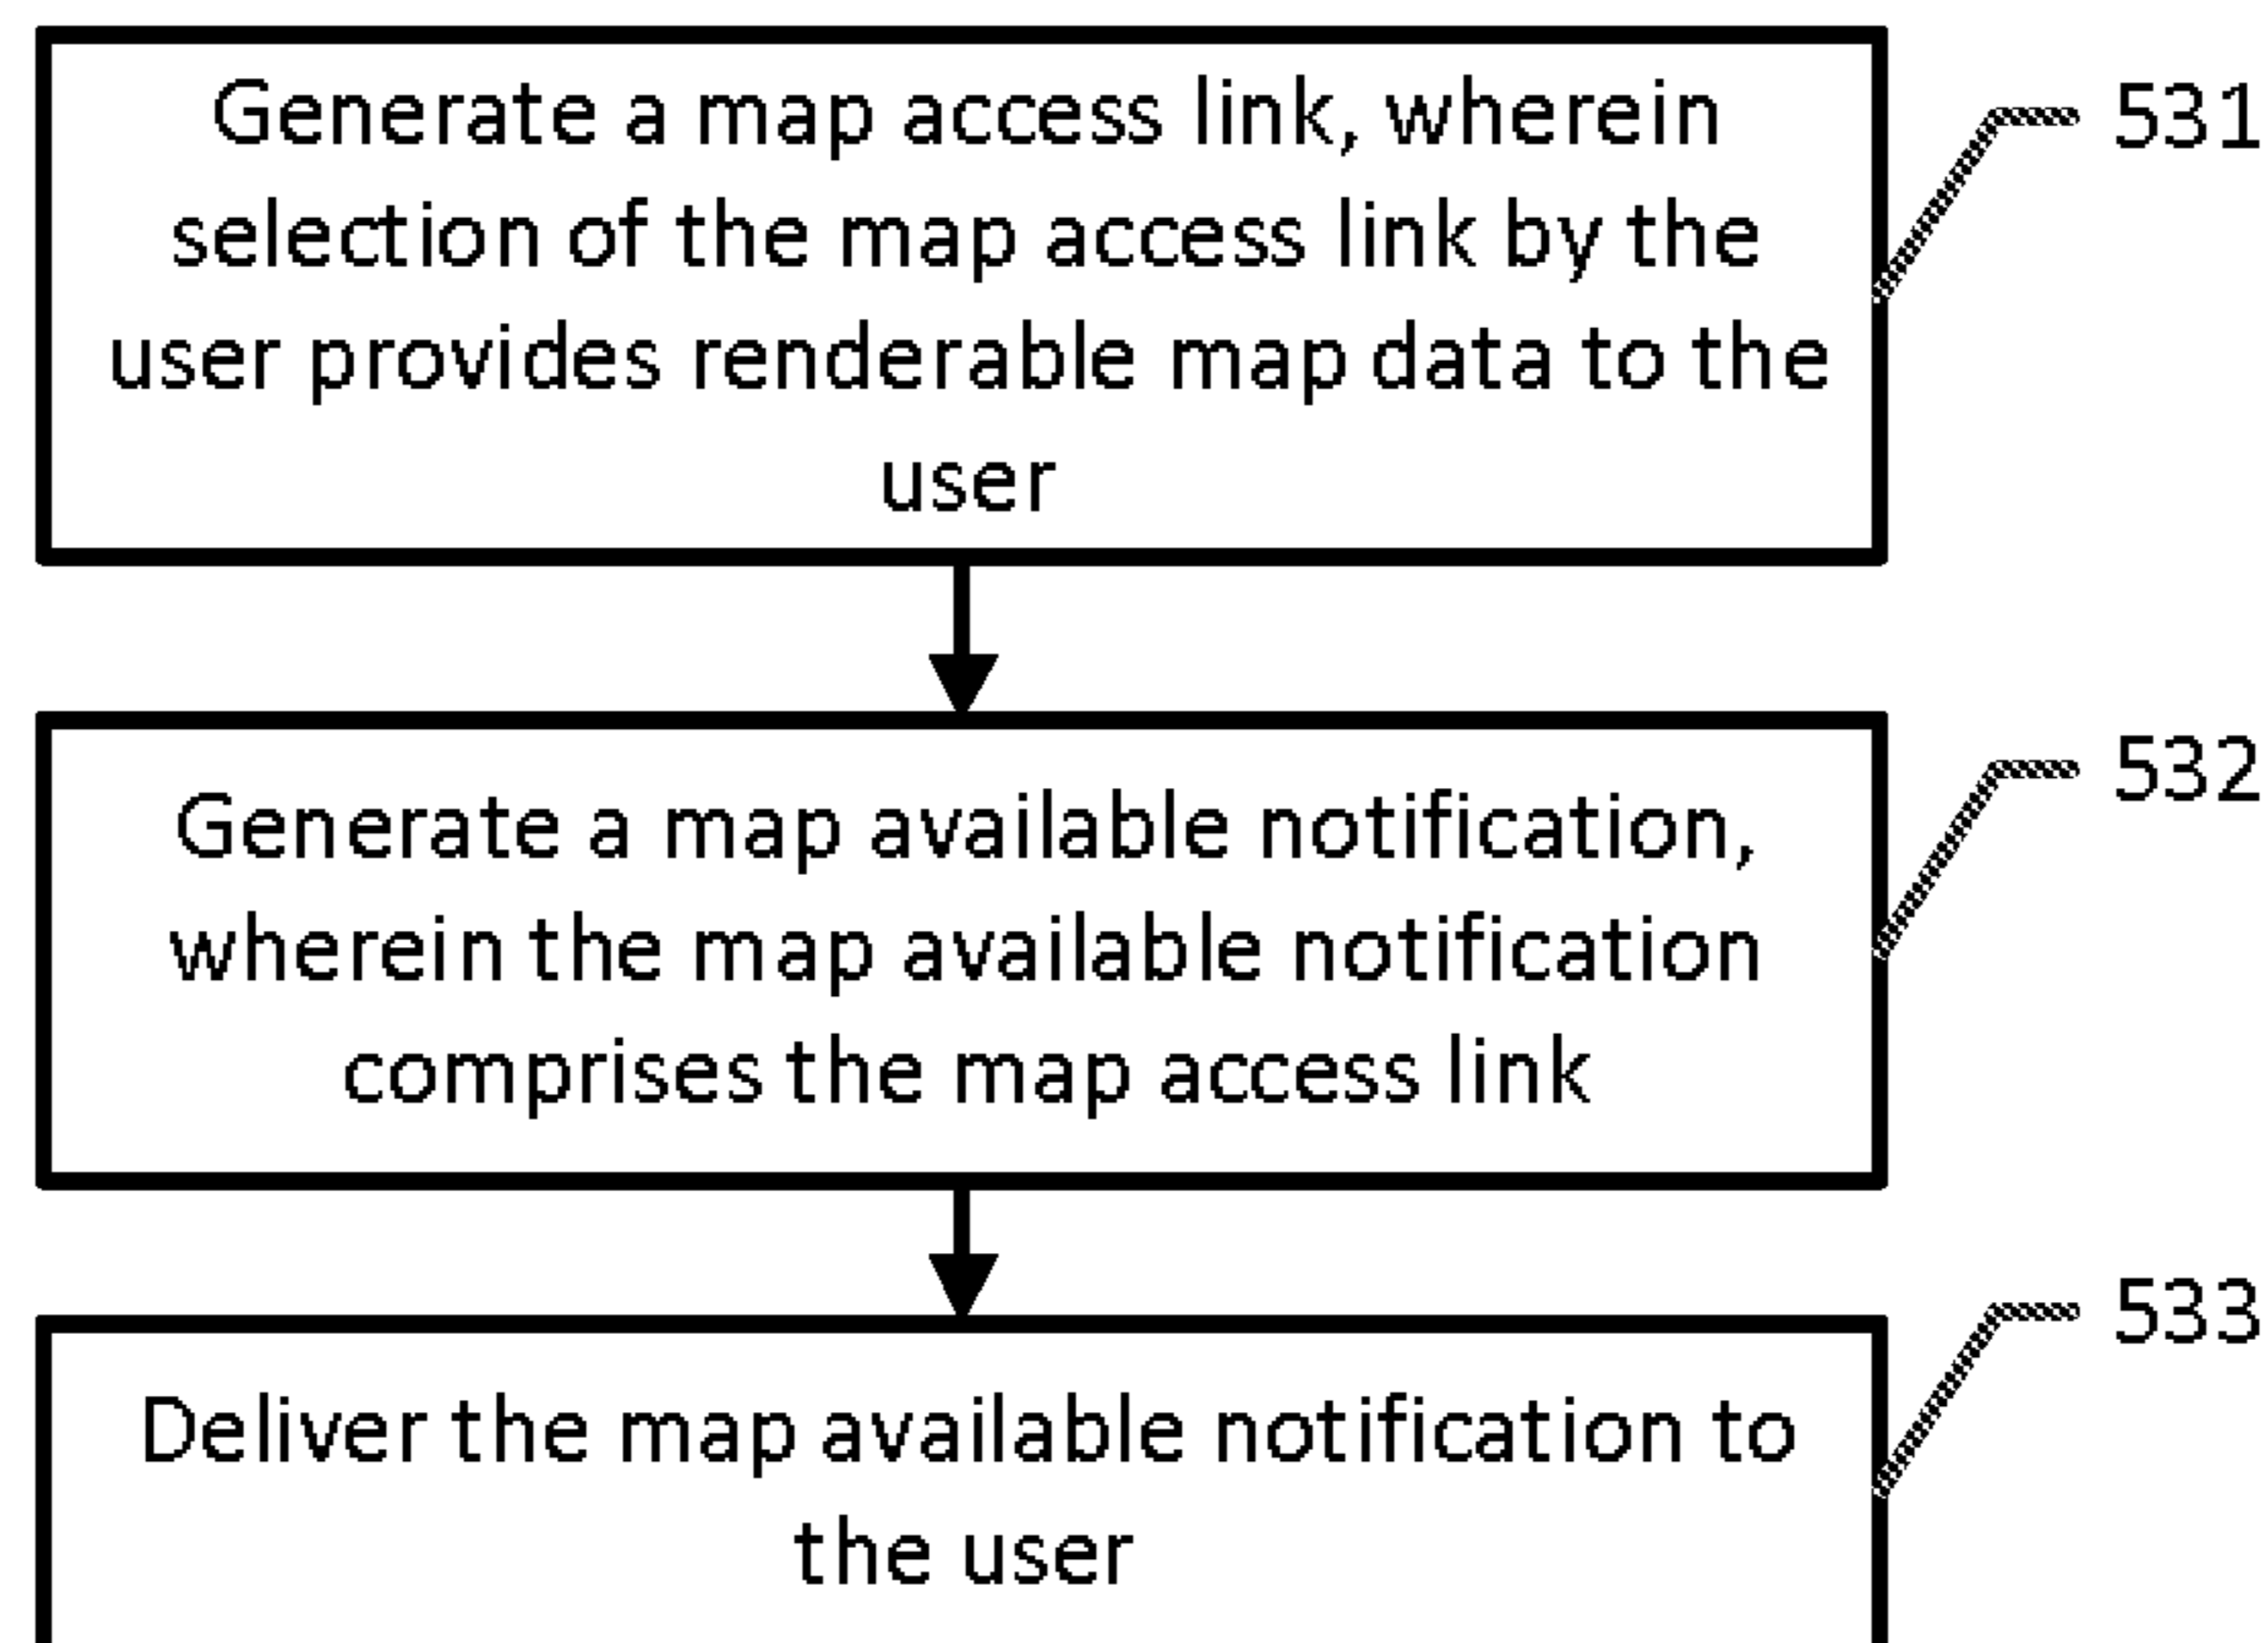 Generate a map access link, wherein
selection of the map access link by the
user provides renderable map data to the
user
531
Generate a map available notification,
wherein the map available notification
comprises the map access link
532
Deliver the map available notification to
the user
533